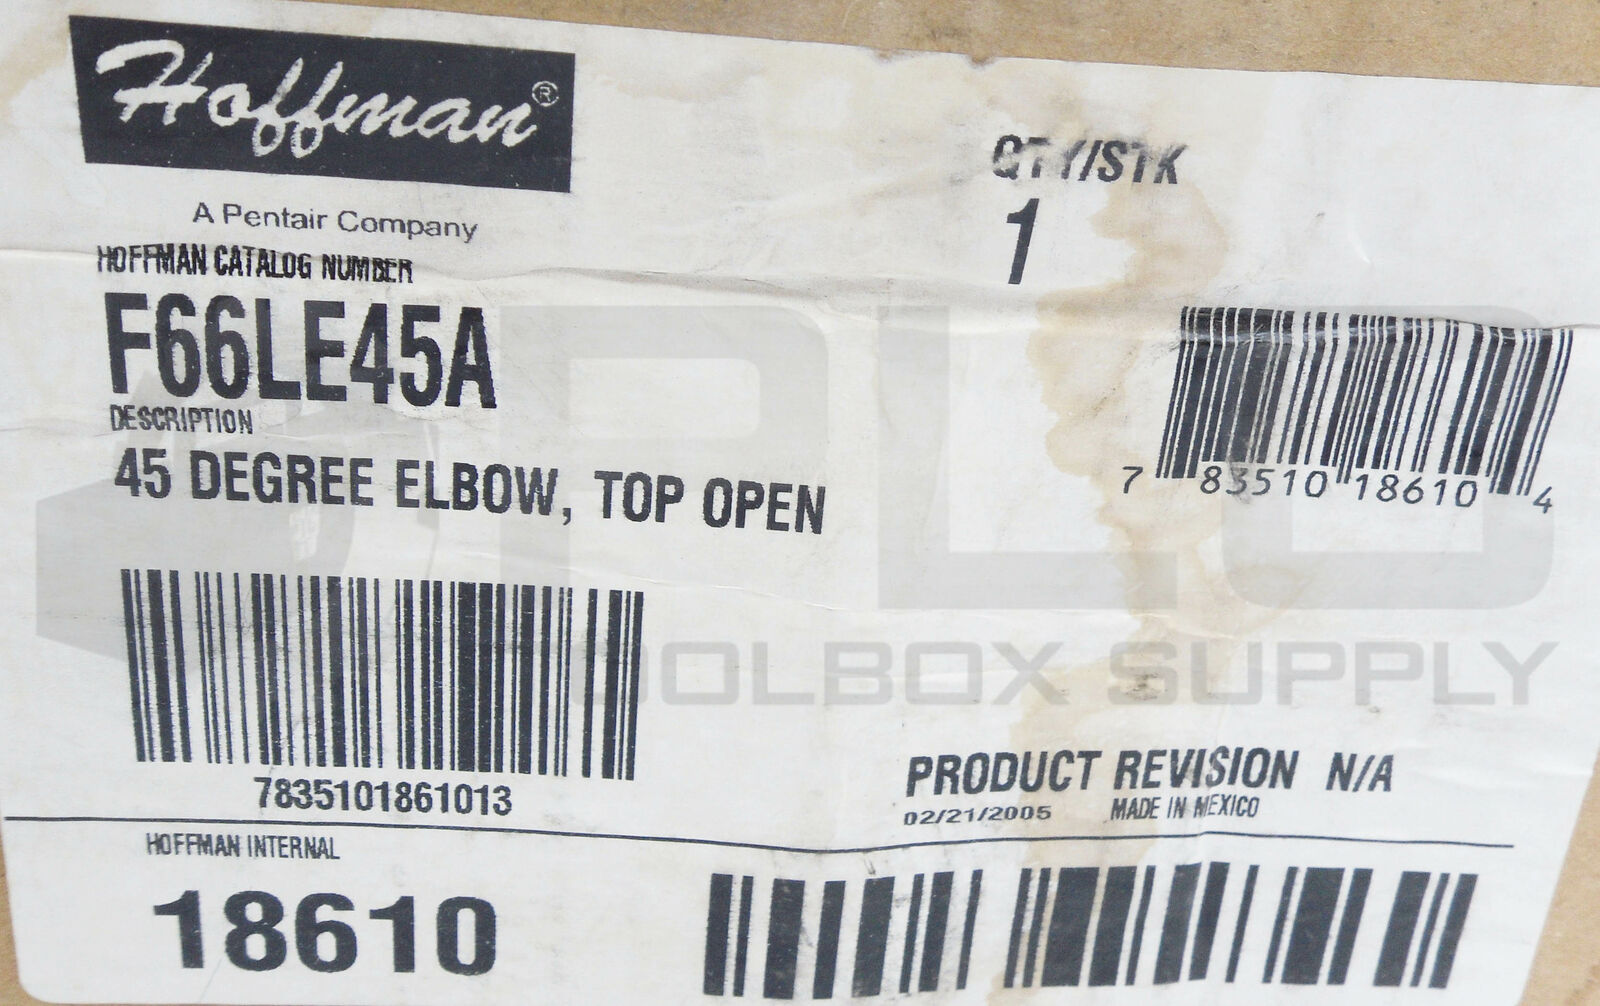 Hoffman®
A Pentair Company
HOFFMAN CATALOG NUMBER
F66LE45A
DESCRIPTION
45 DEGREE ELBOW, TOP OPEN
7835101861013
QTY/STK
1
7 83510 18610 4
PLC
TOOLBOX SUPPLY
PRODUCT REVISION N/A
02/21/2005 MADE IN MEXICO
HOFFMAN INTERNAL
18610